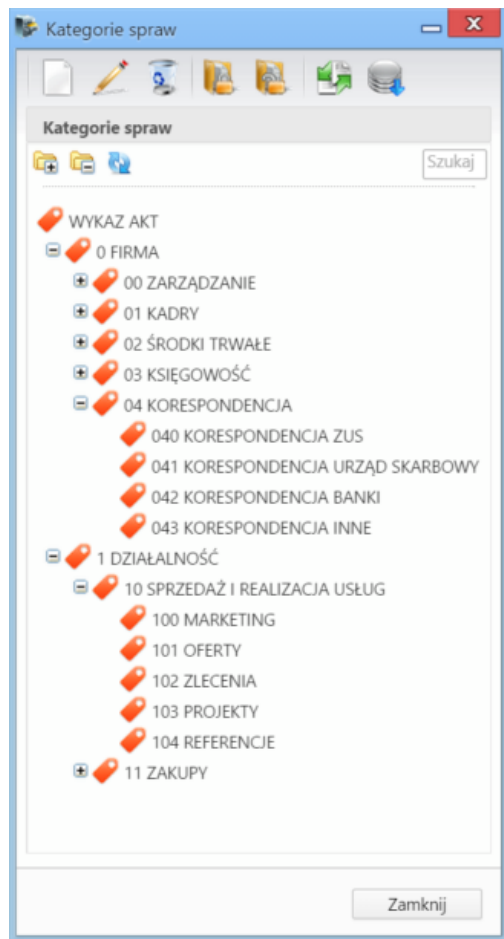 Kategorie spraw
Kategorie spraw
Szukaj
WYKAZ AKT
0 FIRMA
00 ZARZĄDZANIE
01 KADRY
02 ŚRODKI TRWAŁE
03 KSIĘGOWOŚĆ
04 KORESPONDENCJA
040 KORESPONDENCJA ZUS
041 KORESPONDENCJA URZĄD SKARBOWY
042 KORESPONDENCJA BANKI
043 KORESPONDENCJA INNE
1 DZIAŁALNOŚĆ
10 SPRZEDAŻ I REALIZACJA USŁUG
100 MARKETING
101 OFERTY
102 ZLECENIA
103 PROJEKTY
104 REFERENCJE
11 ZAKUPY
Zamknij